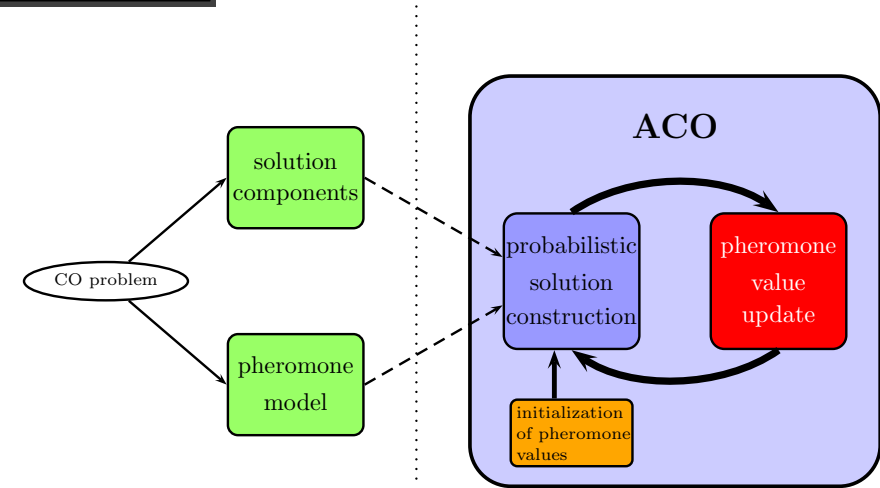 CO problem
solution
components
pheromone
model
ACO
probabilistic
solution
construction
pheromone
value
update
initialization
of pheromone
values